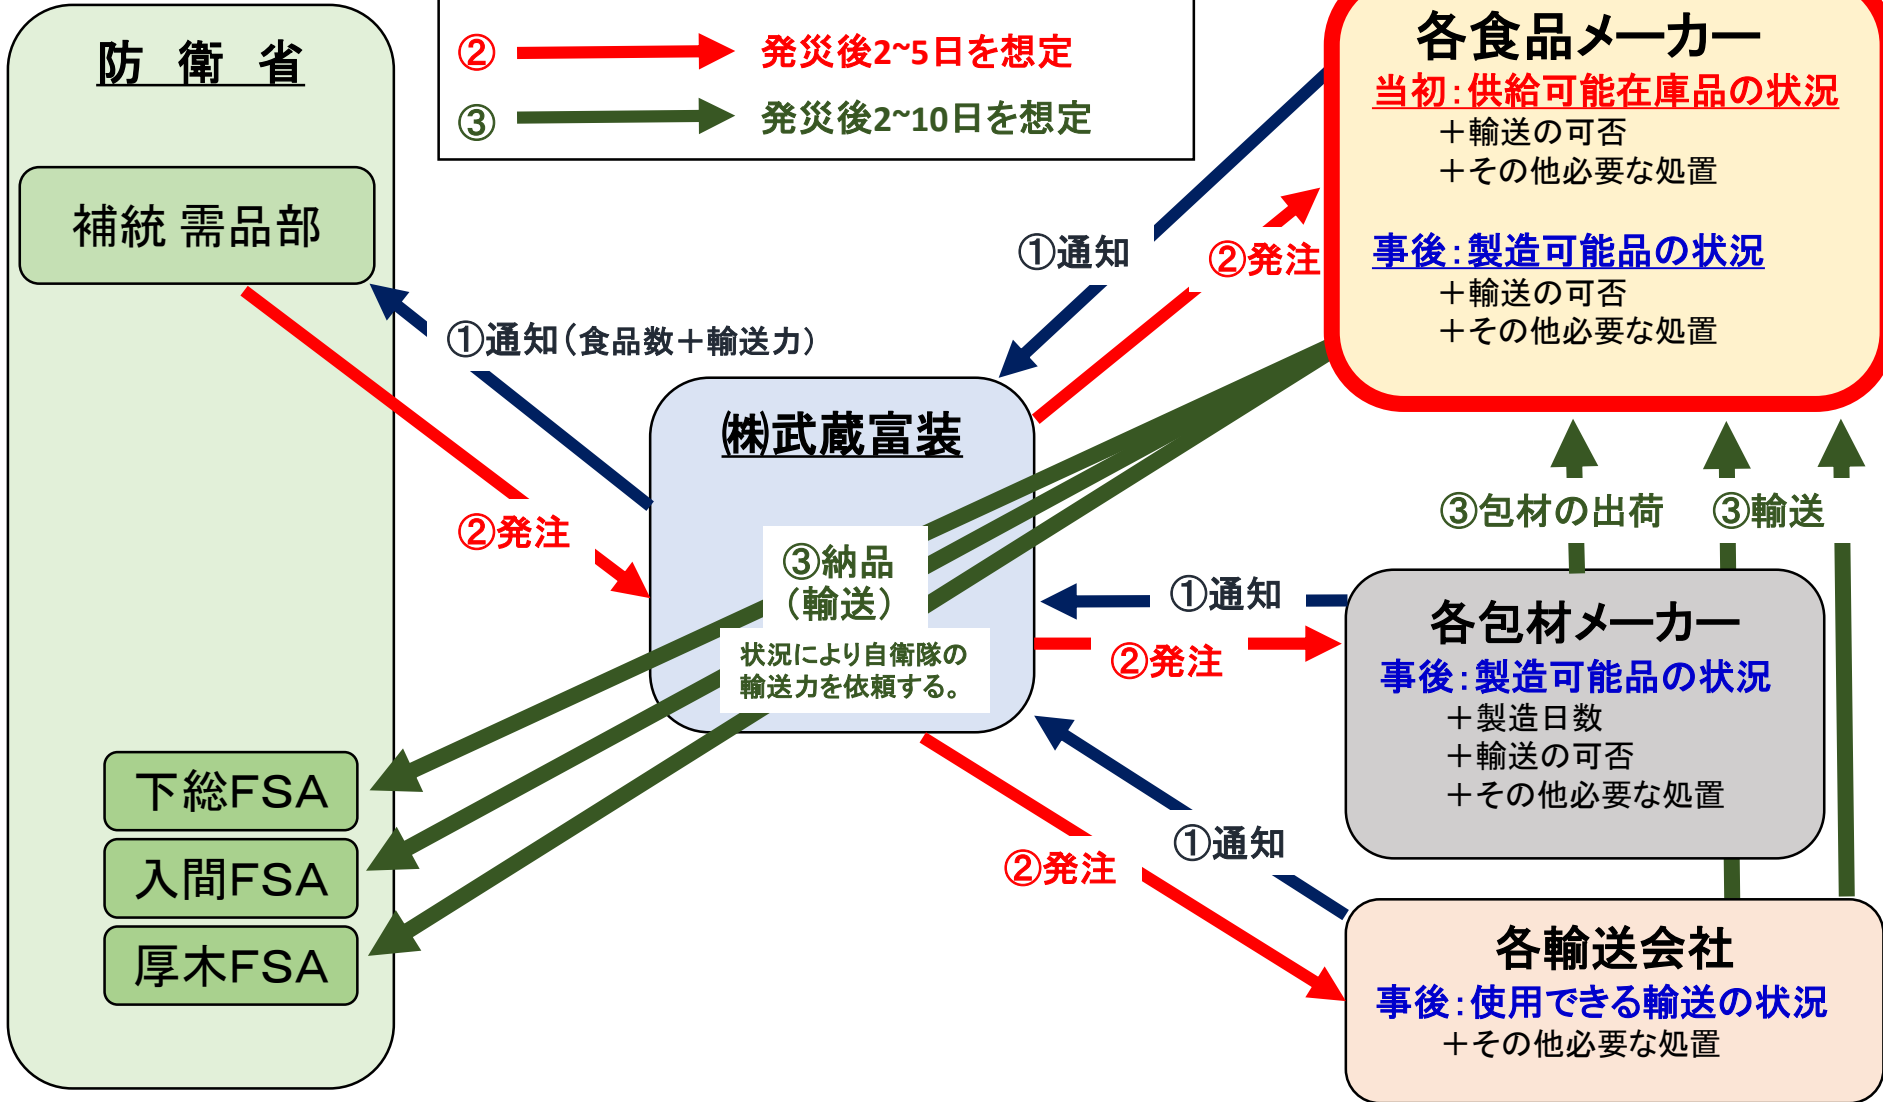 防 衛 省
補統 需品部
下総FSA
入間FSA
厚木FSA
② 発災後2~5日を想定
③ 発災後2~10日を想定
①通知
②発注
①通知（食品数＋輸送力）
②発注
㈱武蔵富装
③納品
（輸送）
状況により自衛隊の
輸送力を依頼する。
①通知
②発注
①通知
②発注
各食品メーカー
当初：供給可能在庫品の状況
＋輸送の可否
＋その他必要な処置
事後：製造可能品の状況
＋輸送の可否
＋その他必要な処置
③包材の出荷
③輸送
各包材メーカー
事後：製造可能品の状況
＋製造日数
＋輸送の可否
＋その他必要な処置
各輸送会社
事後：使用できる輸送の状況
＋その他必要な処置